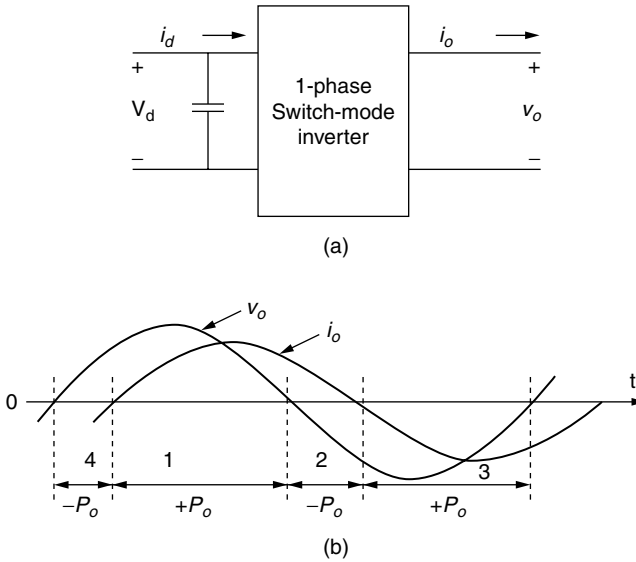 i_d
i_o
+
V_d
−
1-phase
Switch-mode
inverter
+
v_o
−
(a)
v_o
i_o
0
t
4
1
2
3
−P_o
+P_o
−P_o
+P_o
(b)